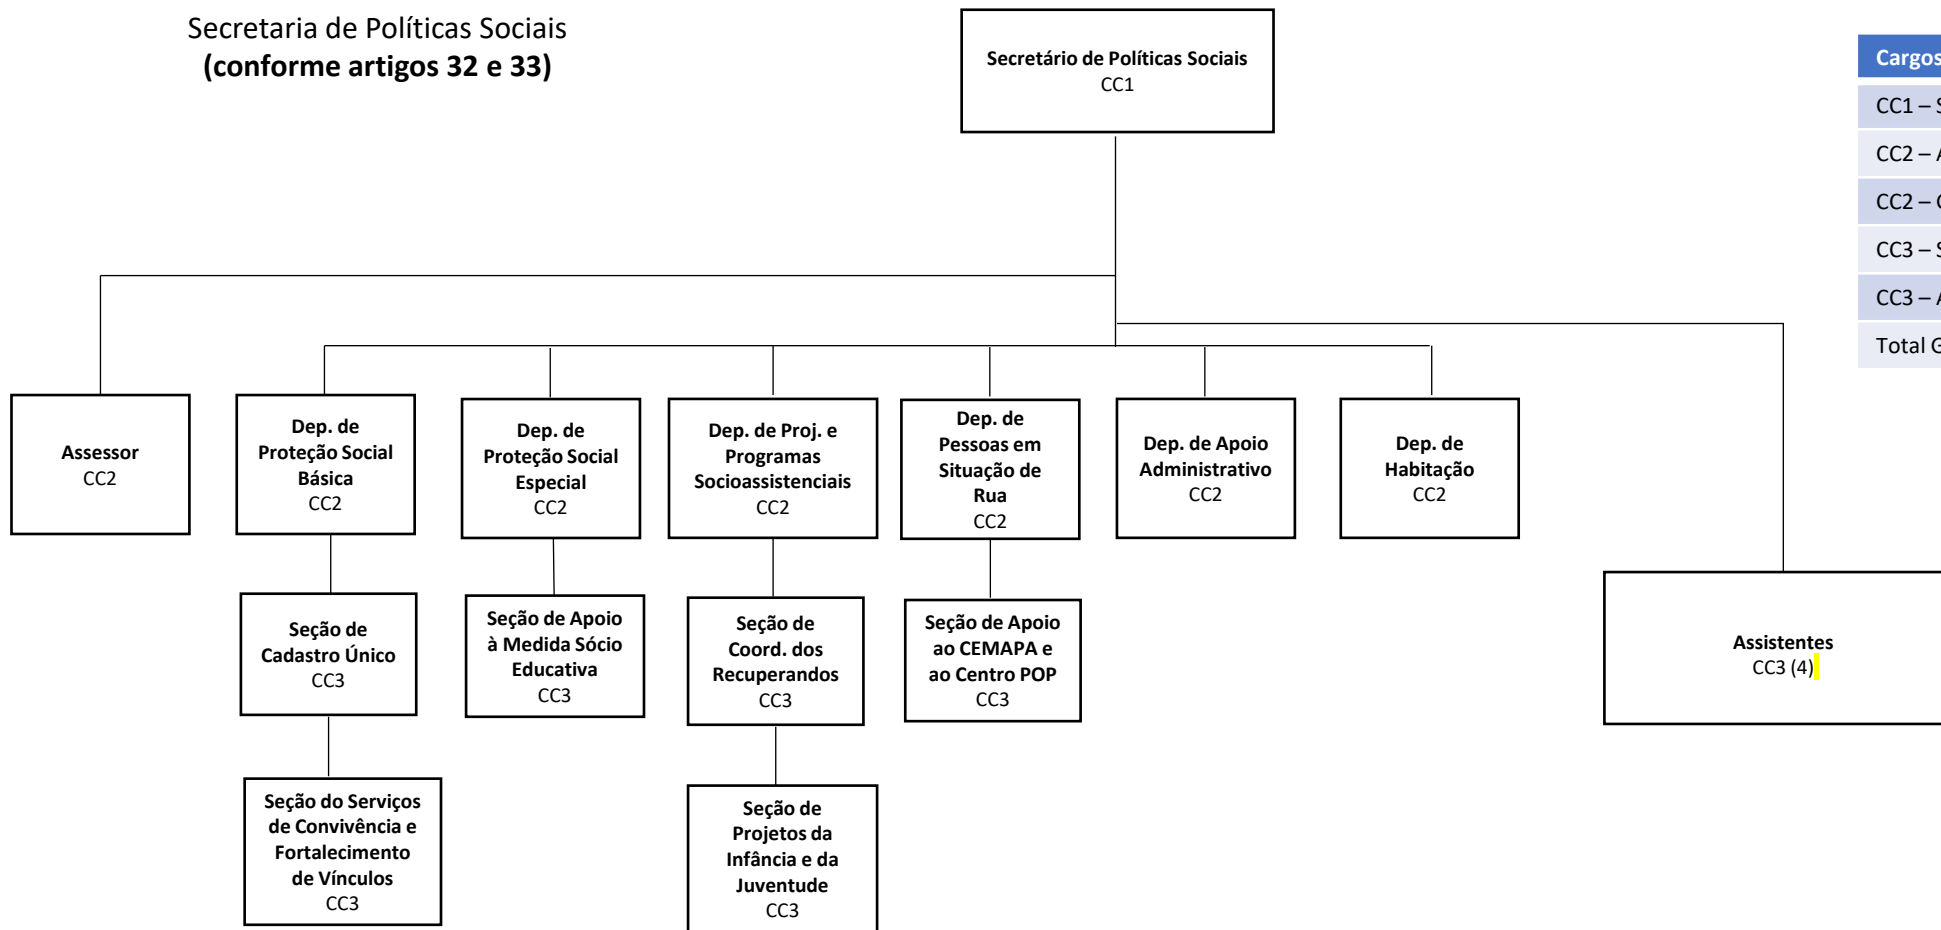 Secretaria de Políticas Sociais
(conforme artigos 32 e 33)
Secretário de Políticas Sociais
CC1
Cargos
CC1 –
CC2 –
CC2 –
CC3 –
CC3 –
Total
Assessor
CC2
Dep. de
Proteção Social
Básica
CC2
Dep. de
Proteção Social
Especial
CC2
Dep. de Proj. e
Programas
Socioassistenciais
CC2
Dep. de
Pessoas em
Situação de
Rua
CC2
Dep. de Apoio
Administrativo
CC2
Dep. de
Habitação
CC2
Seção de
Cadastro Único
CC3
Seção de Apoio
à Medida Sócio
Educativa
CC3
Seção de
Coord. dos
Recuperandos
CC3
Seção de Apoio
ao CEMAPA e
ao Centro POP
CC3
Assistentes
CC3 (4)
Seção do Serviços
de Convivência e
Fortalecimento
de Vínculos
CC3
Seção de
Projetos da
Infância e da
Juventude
CC3